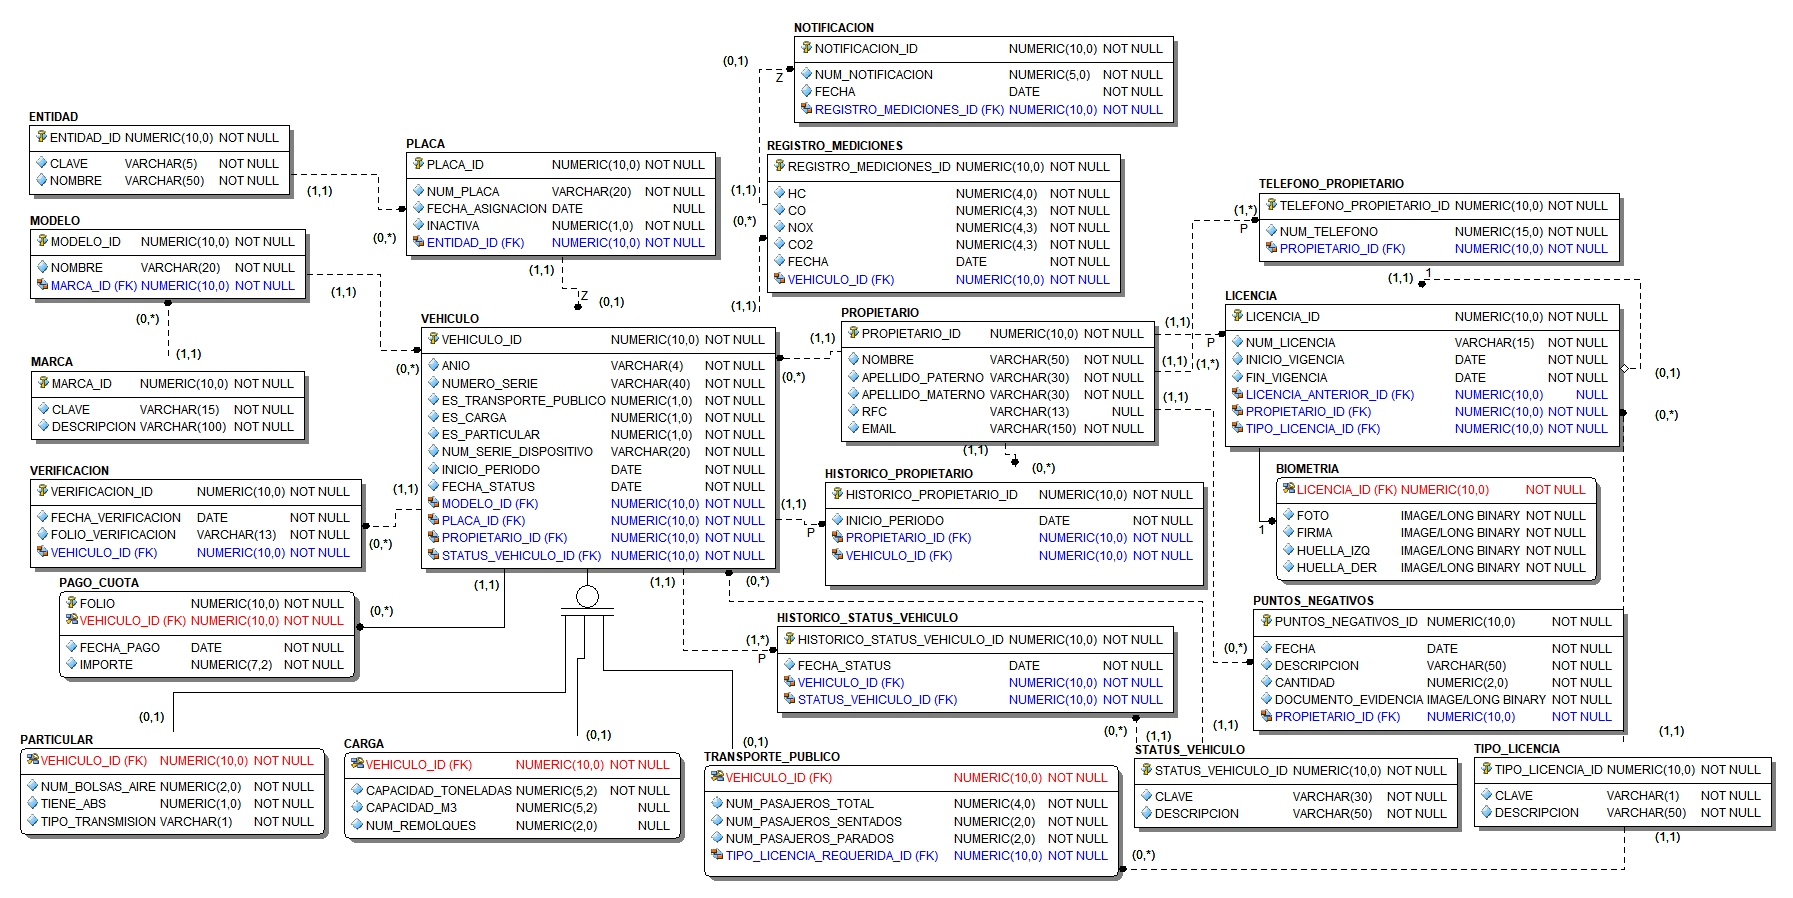 NOTIFICACION
NOTIFICACION_ID NUMERIC(10,0) NOT NULL
NUM_NOTIFICACION NUMERIC(5,0) NOT NULL
FECHA DATE NOT NULL
REGISTRO_MEDICIONES_ID (FK) NUMERIC(10,0) NOT NULL
(0,1)
Z
ENTIDAD
ENTIDAD_ID NUMERIC(10,0) NOT NULL
CLAVE VARCHAR(5) NOT NULL
NOMBRE VARCHAR(50) NOT NULL
(1,1)
PLACA
PLACA_ID NUMERIC(10,0) NOT NULL
NUM_PLACA VARCHAR(20) NOT NULL
FECHA_ASIGNACION DATE NULL
INACTIVA NUMERIC(1,0) NOT NULL
ENTIDAD_ID (FK) NUMERIC(10,0) NOT NULL
(0,*)
(1,1)
Z
(0,1)
REGISTRO_MEDICIONES
REGISTRO_MEDICIONES_ID NUMERIC(10,0) NOT NULL
HC NUMERIC(4,0) NOT NULL
CO NUMERIC(4,3) NOT NULL
NOX NUMERIC(4,3) NOT NULL
CO2 NUMERIC(4,3) NOT NULL
FECHA DATE NOT NULL
VEHICULO_ID (FK) NUMERIC(10,0) NOT NULL
(1,1)
(0,*)
(1,1)
TELEFONO_PROPIETARIO
TELEFONO_PROPIETARIO_ID NUMERIC(10,0) NOT NULL
NUM_TELEFONO NUMERIC(15,0) NOT NULL
PROPIETARIO_ID (FK) NUMERIC(10,0) NOT NULL
(1,*)
P
MODELO
MODELO_ID NUMERIC(10,0) NOT NULL
NOMBRE VARCHAR(20) NOT NULL
MARCA_ID (FK) NUMERIC(10,0) NOT NULL
(1,1)
(0,*)
(1,1)
MARCA
MARCA_ID NUMERIC(10,0) NOT NULL
CLAVE VARCHAR(15) NOT NULL
DESCRIPCION VARCHAR(100) NOT NULL
VEHICULO
VEHICULO_ID NUMERIC(10,0) NOT NULL
ANIO VARCHAR(4) NOT NULL
NUMERO_SERIE VARCHAR(40) NOT NULL
ES_TRANSPORTE_PUBLICO NUMERIC(1,0) NOT NULL
ES_CARGA NUMERIC(1,0) NOT NULL
ES_PARTICULAR NUMERIC(1,0) NOT NULL
NUM_SERIE_DISPOSITIVO VARCHAR(20) NOT NULL
INICIO_PERIODO DATE NOT NULL
FECHA_STATUS DATE NOT NULL
MODELO_ID (FK) NUMERIC(10,0) NOT NULL
PLACA_ID (FK) NUMERIC(10,0) NOT NULL
PROPIETARIO_ID (FK) NUMERIC(10,0) NOT NULL
STATUS_VEHICULO_ID (FK) NUMERIC(10,0) NOT NULL
(0,*)
(1,1)
(0,*)
PROPIETARIO
PROPIETARIO_ID NUMERIC(10,0) NOT NULL
NOMBRE VARCHAR(50) NOT NULL
APELLIDO_PATERNO VARCHAR(30) NOT NULL
APELLIDO_MATERNO VARCHAR(30) NOT NULL
RFC VARCHAR(13) NULL
EMAIL VARCHAR(150) NOT NULL
(1,1)
P
(1,1)
(1,*)
(1,1)
(1,1)
(0,*)
LICENCIA
LICENCIA_ID NUMERIC(10,0) NOT NULL
NUM_LICENCIA VARCHAR(15) NOT NULL
INICIO_VIGENCIA DATE NOT NULL
FIN_VIGENCIA DATE NOT NULL
LICENCIA_ANTERIOR_ID (FK) NUMERIC(10,0) NULL
PROPIETARIO_ID (FK) NUMERIC(10,0) NOT NULL
TIPO_LICENCIA_ID (FK) NUMERIC(10,0) NOT NULL
(1,1)
1
(0,1)
(0,*)
VERIFICACION
VERIFICACION_ID NUMERIC(10,0) NOT NULL
FECHA_VERIFICACION DATE NOT NULL
FOLIO_VERIFICACION VARCHAR(13) NOT NULL
VEHICULO_ID (FK) NUMERIC(10,0) NOT NULL
(1,1)
(0,*)
HISTORICO_PROPIETARIO
HISTORICO_PROPIETARIO_ID NUMERIC(10,0) NOT NULL
INICIO_PERIODO DATE NOT NULL
PROPIETARIO_ID (FK) NUMERIC(10,0) NOT NULL
VEHICULO_ID (FK) NUMERIC(10,0) NOT NULL
(1,1)
P
BIOMETRIA
LICENCIA_ID (FK) NUMERIC(10,0) NOT NULL
FOTO IMAGE/LONG BINARY NOT NULL
FIRMA IMAGE/LONG BINARY NOT NULL
HUELLA_IZQ IMAGE/LONG BINARY NOT NULL
HUELLA_DER IMAGE/LONG BINARY NOT NULL
1
PAGO_CUOTA
FOLIO NUMERIC(10,0) NOT NULL
VEHICULO_ID (FK) NUMERIC(10,0) NOT NULL
FECHA_PAGO DATE NOT NULL
IMPORTE NUMERIC(7,2) NOT NULL
(0,*)
(1,1)
(1,1)
(0,*)
HISTORICO_STATUS_VEHICULO
HISTORICO_STATUS_VEHICULO_ID NUMERIC(10,0) NOT NULL
FECHA_STATUS DATE NOT NULL
VEHICULO_ID (FK) NUMERIC(10,0) NOT NULL
STATUS_VEHICULO_ID (FK) NUMERIC(10,0) NOT NULL
(1,*)
P
PUNTOS_NEGATIVOS
PUNTOS_NEGATIVOS_ID NUMERIC(10,0) NOT NULL
FECHA DATE NOT NULL
DESCRIPCION VARCHAR(50) NOT NULL
CANTIDAD NUMERIC(2,0) NOT NULL
DOCUMENTO_EVIDENCIA IMAGE/LONG BINARY NOT NULL
PROPIETARIO_ID (FK) NUMERIC(10,0) NOT NULL
(0,*)
(0,1)
(0,1)
(0,1)
(0,*)
(1,1)
(1,1)
(1,1)
PARTICULAR
VEHICULO_ID (FK) NUMERIC(10,0) NOT NULL
NUM_BOLSAS_AIRE NUMERIC(2,0) NOT NULL
TIENE_ABS NUMERIC(1,0) NOT NULL
TIPO_TRANSMISION VARCHAR(1) NOT NULL
CARGA
VEHICULO_ID (FK) NUMERIC(10,0) NOT NULL
CAPACIDAD_TONELADAS NUMERIC(5,2) NOT NULL
CAPACIDAD_M3 NUMERIC(5,2) NULL
NUM_REMOLQUES NUMERIC(2,0) NULL
TRANSPORTE_PUBLICO
VEHICULO_ID (FK) NUMERIC(10,0) NOT NULL
NUM_PASAJEROS_TOTAL NUMERIC(4,0) NOT NULL
NUM_PASAJEROS_SENTADOS NUMERIC(2,0) NOT NULL
NUM_PASAJEROS_PARADOS NUMERIC(2,0) NOT NULL
TIPO_LICENCIA_REQUERIDA_ID (FK) NUMERIC(10,0) NOT NULL
STATUS_VEHICULO
STATUS_VEHICULO_ID NUMERIC(10,0) NOT NULL
CLAVE VARCHAR(30) NOT NULL
DESCRIPCION VARCHAR(50) NOT NULL
TIPO_LICENCIA
TIPO_LICENCIA_ID NUMERIC(10,0) NOT NULL
CLAVE VARCHAR(1) NOT NULL
DESCRIPCION VARCHAR(50) NOT NULL
(1,1)
(0,*)